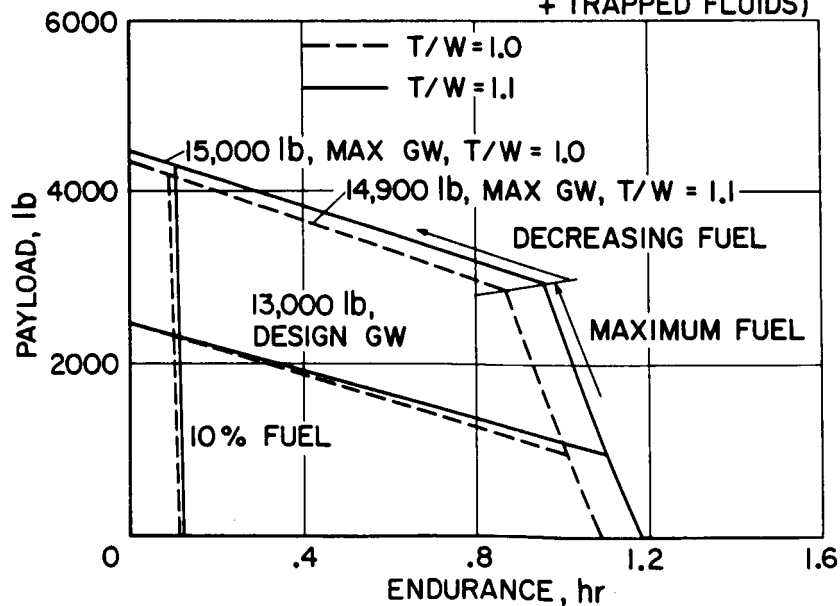 + TRAPPED FLUIDS)
6000
T/W = 1.0
T/W = 1.1
15,000 lb, MAX GW, T/W = 1.0
4000
14,900 lb, MAX GW, T/W = 1.1
DECREASING FUEL
PAYLOAD, lb
13,000 lb,
DESIGN GW
MAXIMUM FUEL
2000
10% FUEL
0
.4
.8
1.2
1.6
ENDURANCE, hr